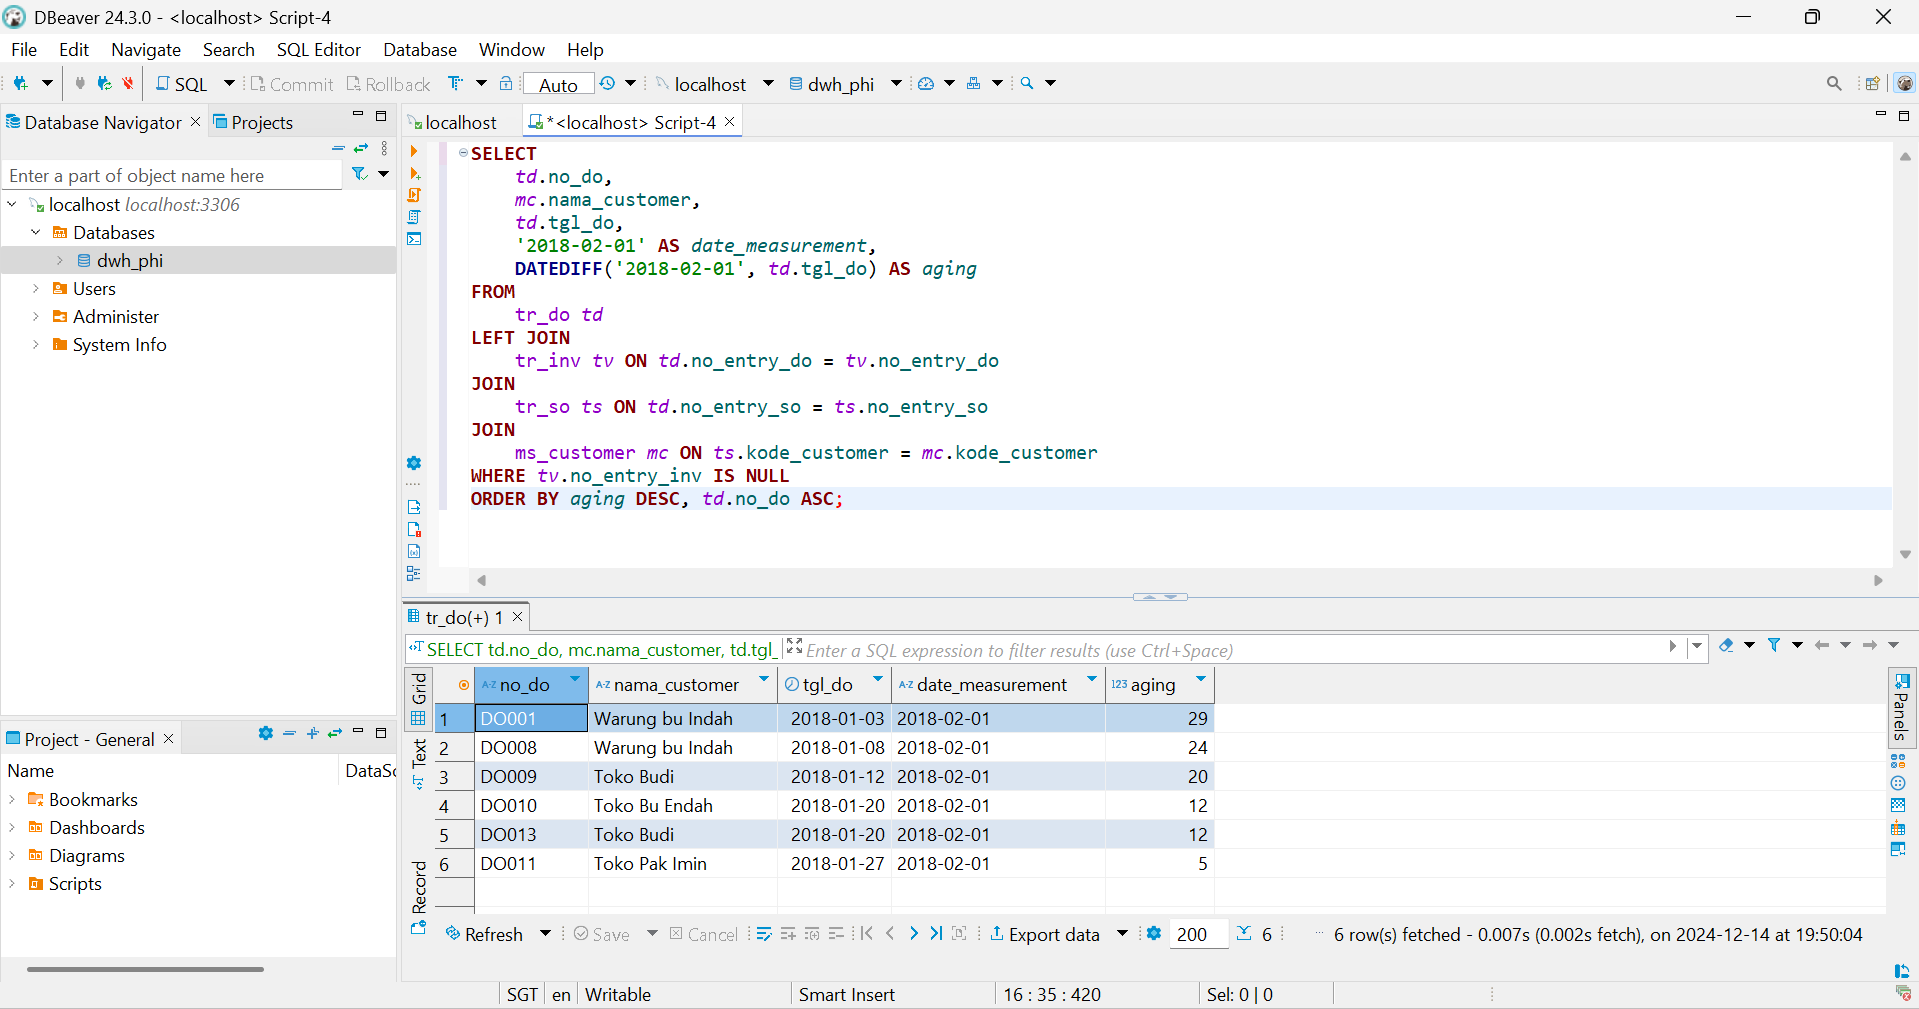 DBeaver 24.3.0 - <localhost> Script-4
File Edit Navigate Search SQL Editor Database Window Help
SQL Commit Rollback Auto localhost dwh_phi
Database Navigator Projects
Enter a part of object name here
localhost localhost:3306
Databases
dwh_phi
Users
Administer
System Info
Project - General
Name DataSo
Bookmarks
Dashboards
Diagrams
Scripts
localhost *<localhost> Script-4
SELECT
td.no_do,
mc.nama_customer,
td.tgl_do,
'2018-02-01' AS date_measurement,
DATEDIFF('2018-02-01', td.tgl_do) AS aging
FROM
tr_do td
LEFT JOIN
tr_inv tv ON td.no_entry_do = tv.no_entry_do
JOIN
tr_so ts ON td.no_entry_so = ts.no_entry_so
JOIN
ms_customer mc ON ts.kode_customer = mc.kode_customer
WHERE tv.no_entry_inv IS NULL
ORDER BY aging DESC, td.no_do ASC;
tr_do(+) 1
SELECT td.no_do, mc.nama_customer, td.tgl_ Enter a SQL expression to filter results (use Ctrl+Space)
Grid
Text
Record
Panels
A-Z no_do A-Z nama_customer tgl_do A-Z date_measurement 123 aging
1 DO001 Warung bu Indah 2018-01-03 2018-02-01 29
2 DO008 Warung bu Indah 2018-01-08 2018-02-01 24
3 DO009 Toko Budi 2018-01-12 2018-02-01 20
4 DO010 Toko Bu Endah 2018-01-20 2018-02-01 12
5 DO013 Toko Budi 2018-01-20 2018-02-01 12
6 DO011 Toko Pak Imin 2018-01-27 2018-02-01 5
Refresh Save Cancel Export data 200 6 6 row(s) fetched - 0.007s (0.002s fetch), on 2024-12-14 at 19:50:04
SGT en Writable Smart Insert 16 : 35 : 420 Sel: 0 | 0